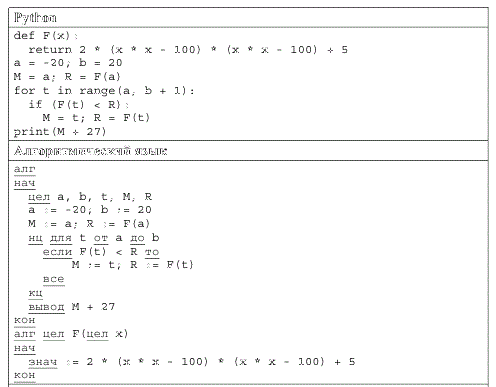 Python
def F(x):
  return 2 * (x * x - 100) * (x * x - 100) + 5
a = -20; b = 20
M = a; R = F(a)
for t in range(a, b + 1):
  if (F(t) < R):
    M = t; R = F(t)
print(M + 27)
Алгоритмический язык
алг
нач
  цел a, b, t, M, R
  a := -20; b := 20
  M := a; R := F(a)
  нц для t от a до b
    если F(t) < R то
        M := t; R := F(t)
    все
  кц
  вывод M + 27
кон
алг цел F(цел x)
нач
  знач := 2 * (x * x - 100) * (x * x - 100) + 5
кон